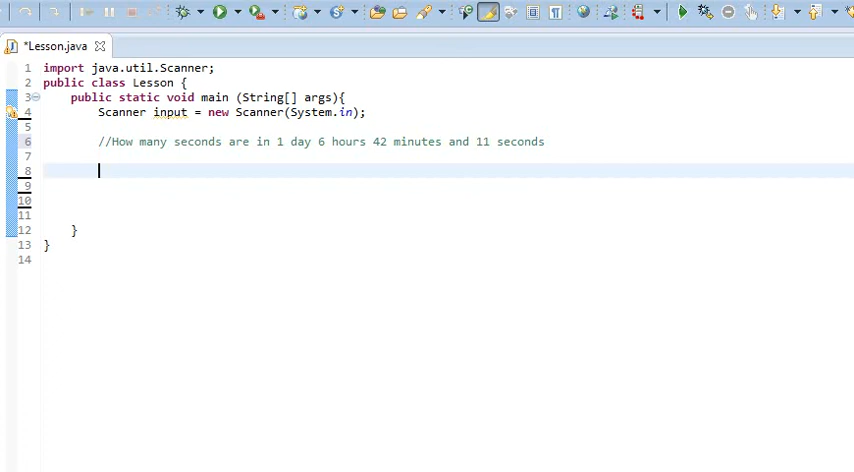 *Lesson.java
1 import java.util.Scanner;
2 public class Lesson {
3 public static void main (String[] args){
4 Scanner input = new Scanner(System.in);
5
6 //How many seconds are in 1 day 6 hours 42 minutes and 11 seconds
7
8
9
10
11
12 }
13 }
14